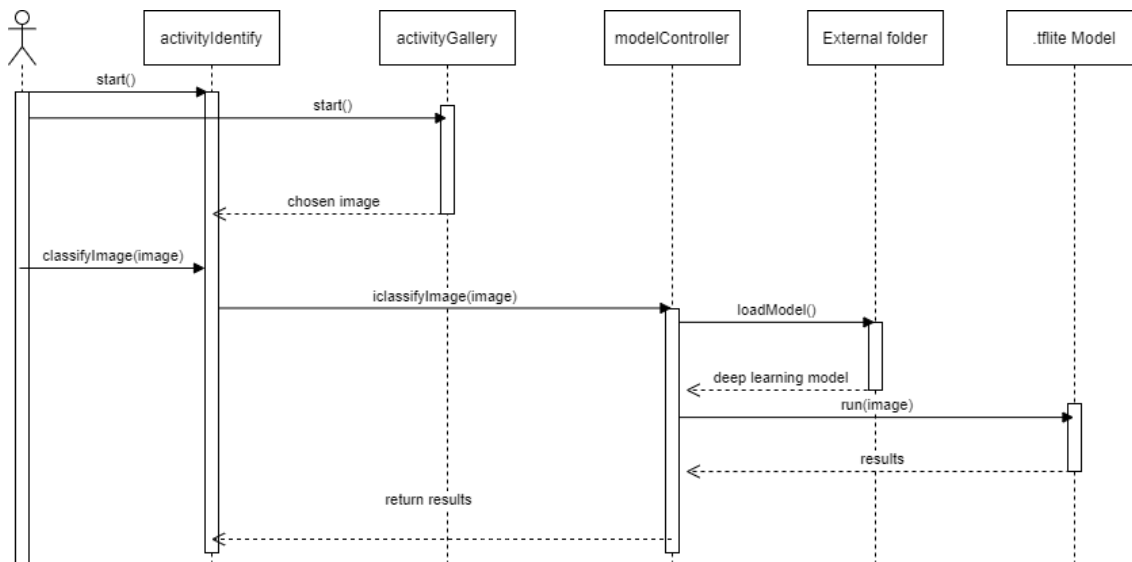 activityIdentify
activityGallery
modelController
External folder
.tflite Model
start()
start()
chosen image
classifyImage(image)
iclassifyImage(image)
loadModel()
deep learning model
run(image)
results
return results